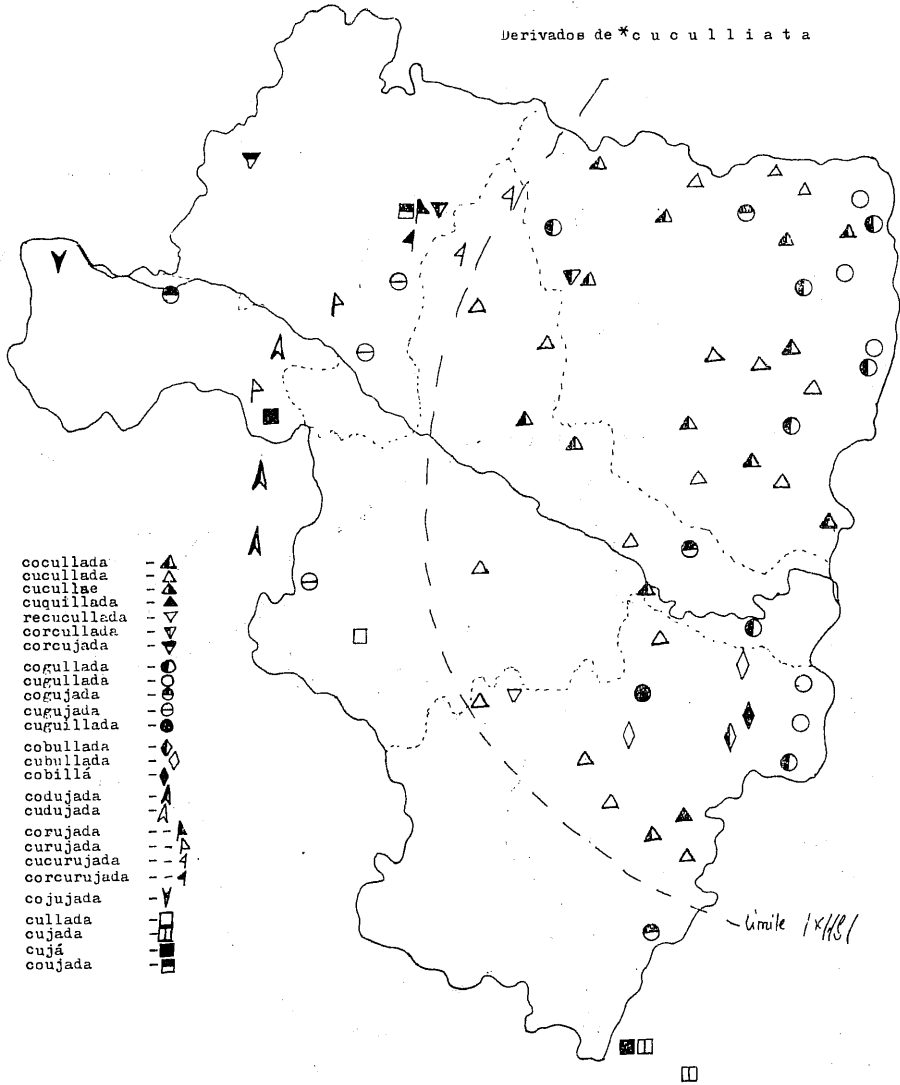 Derivados de *c u c u l l i a t a
cocullada -
cucullada -
cucullae -
cuquillada -
recucullada -
corcullada -
corcujada -
cogullada -
cugullada -
cogujada -
cugujada -
cuguillada -
cobullada -
cubullada -
cobillá -
codujada -
cudujada -
corujada --
curujada --
cucurujada --
corcurujada --
cojujada -
cullada -
cujada -
cujá -
coujada -
Límite